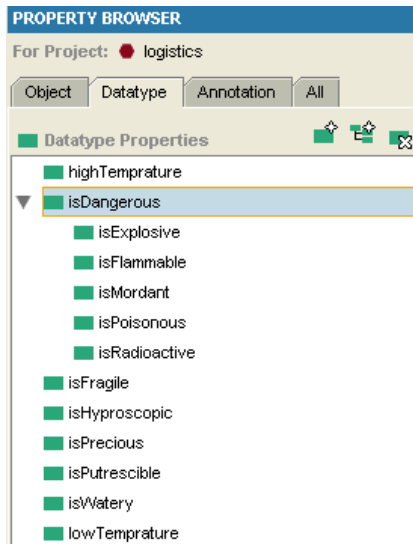 PROPERTY BROWSER
For Project: logistics
Object Datatype Annotation All
Datatype Properties
highTemprature
isDangerous
isExplosive
isFlammable
isMordant
isPoisonous
isRadioactive
isFragile
isHyproscopic
isPrecious
isPutrescible
isWatery
lowTemprature